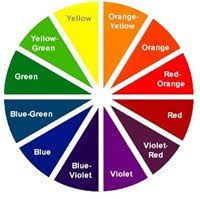 Yellow
Orange-
Yellow
Orange
Red-
Orange
Red
Violet-
Red
Violet
Blue-
Violet
Blue
Blue-Green
Green
Yellow-
Green